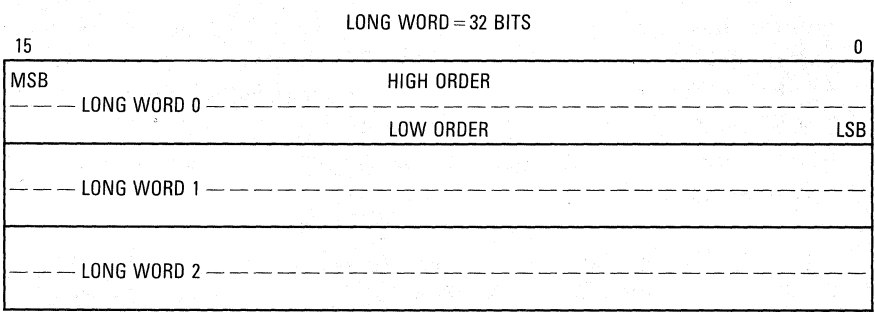 LONG WORD = 32 BITS
15 0
MSB HIGH ORDER
LONG WORD 0
LOW ORDER LSB
LONG WORD 1
LONG WORD 2